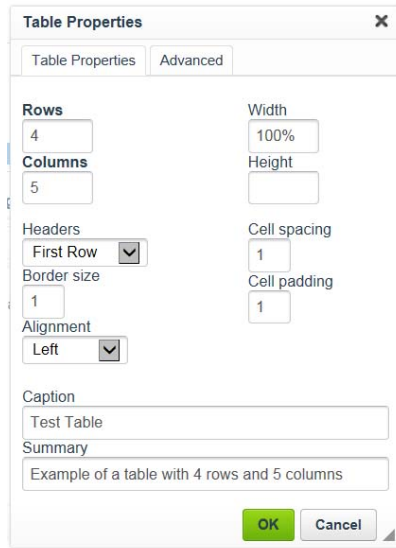 Table Properties
Table Properties Advanced
Rows Width
4 100%
Columns Height
5
Headers Cell spacing
First Row 1
Border size Cell padding
1 1
Alignment
Left
Caption
Test Table
Summary
Example of a table with 4 rows and 5 columns
OK Cancel